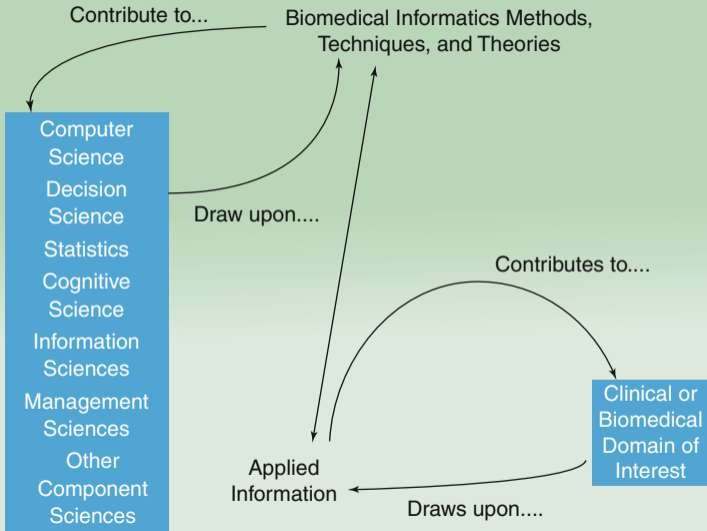 Contribute to...
Biomedical Informatics Methods,
Techniques, and Theories
Computer
Science
Decision
Science
Statistics
Cognitive
Science
Information
Sciences
Management
Sciences
Other
Component
Sciences
Draw upon....
Contributes to....
Clinical or
Biomedical
Domain of
Interest
Applied
Information
Draws upon....